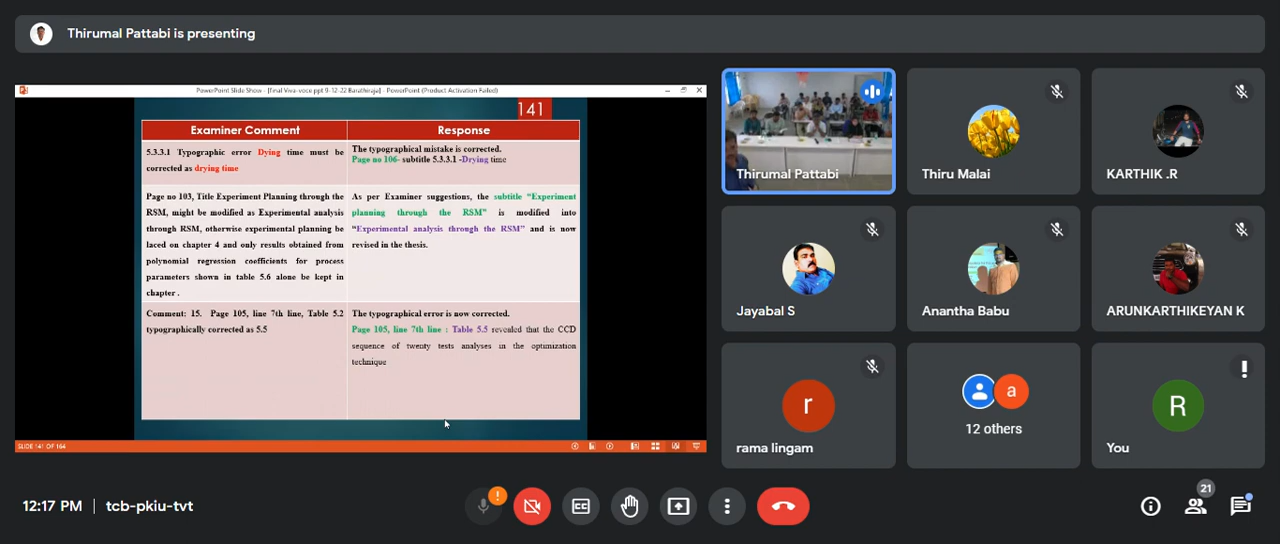 Thirumal Pattabi is presenting
PowerPoint Slide Show - [Final Viva-voce ppt 9-12-22 Barathiraja] - PowerPoint (Product Activation Failed)
141
Examiner Comment
Response
5.3.3.1 Typographic error Dying time must be
corrected as drying time
The typographical mistake is corrected.
Page no 106- subtitle 5.3.3.1 -Drying time
Page no 103, Title Experiment Planning through the
RSM, might be modified as Experimental analysis
through RSM, otherwise experimental planning be
laced on chapter 4 and only results obtained from
polynomial regression coefficients for process
parameters shown in table 5.6 alone be kept in
chapter .
As per Examiner suggestions, the subtitle “Experiment
planning through the RSM” is modified into
“Experimental analysis through the RSM” and is now
revised in the thesis.
Comment: 15. Page 105, line 7th line, Table 5.2
typographically corrected as 5.5
The typographical error is now corrected.
Page 105, line 7th line : Table 5.5 revealed that the CCD
sequence of twenty tests analyses in the optimization
technique
SLIDE 141 OF 164
Thirumal Pattabi
Thiru Malai
KARTHIK .R
Jayabal S
Anantha Babu
ARUNKARTHIKEYAN K
r
rama lingam
a
12 others
R
You
12:17 PM | tcb-pkiu-tvt
CC
21